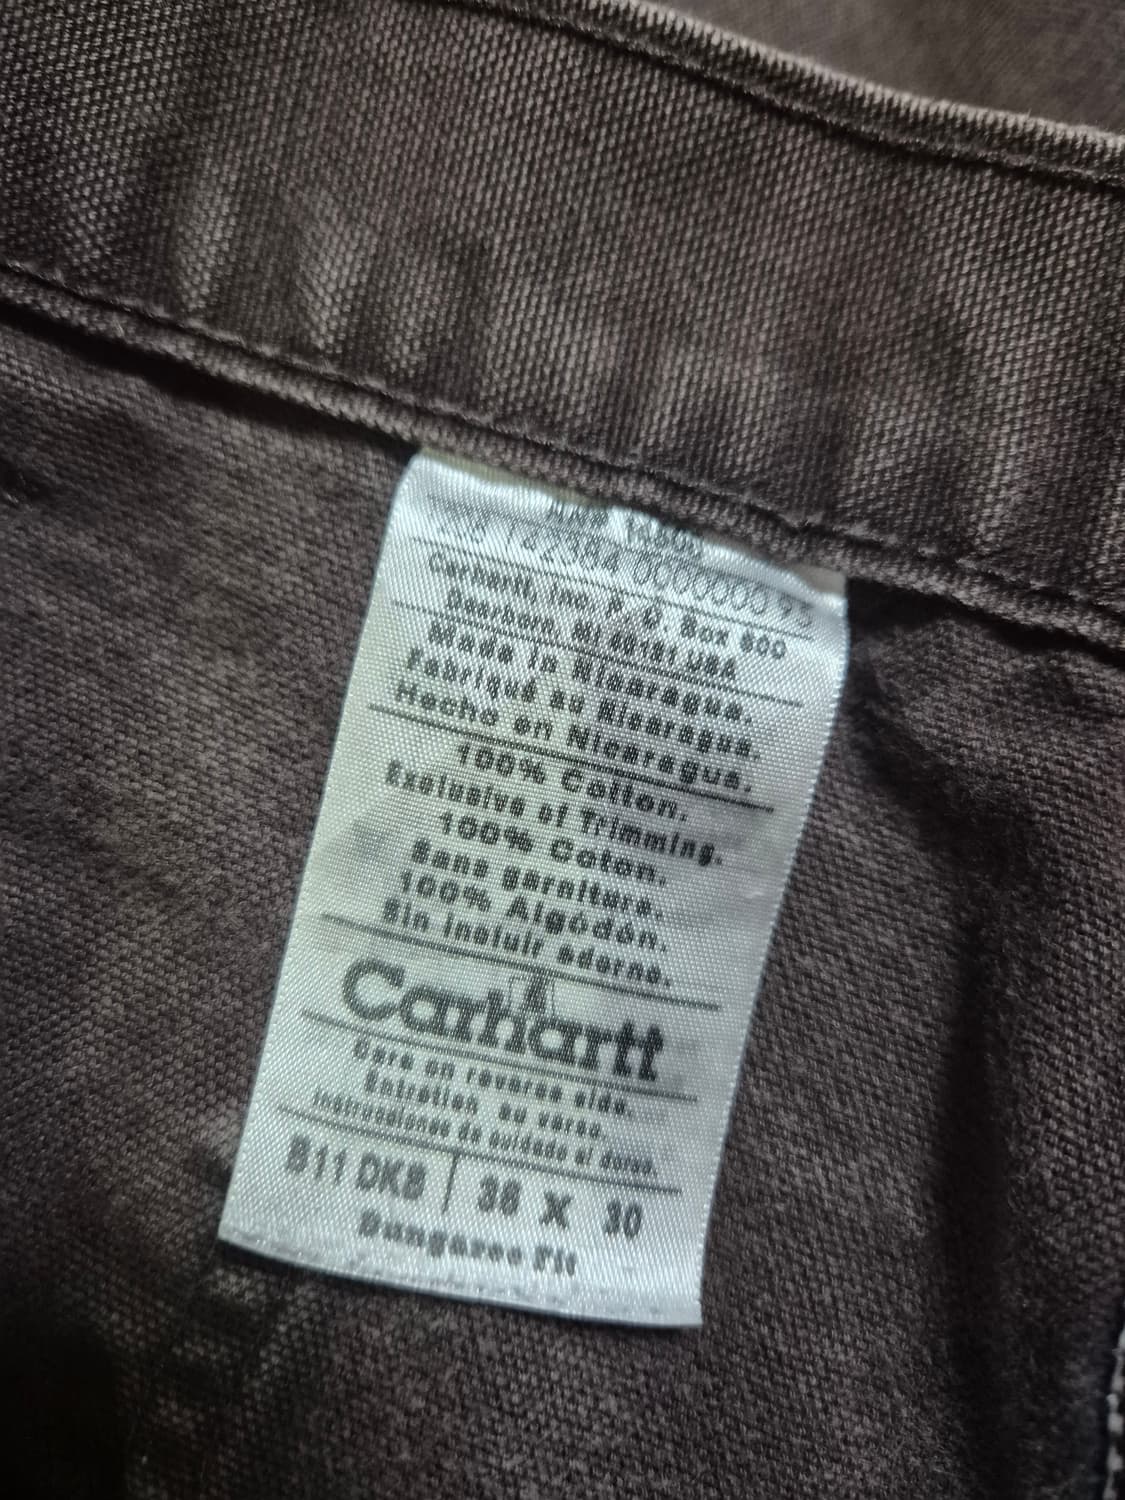 Carhartt, Inc. P. O. Box 600
Dearborn, MI 48121 USA
Made in Nicaragua.
Fabriqué au Nicaragua.
Hecho en Nicaragua.
100% Cotton.
Exclusive of Trimming.
100% Coton.
Sans garniture.
100% Algódón.
Sin incluir adorno.
Carhartt
Care on reverse side.
Entretien au verso.
Instrucciones de cuidado al dorso.
B11 DKB 38 X 30
Dungaree Fit